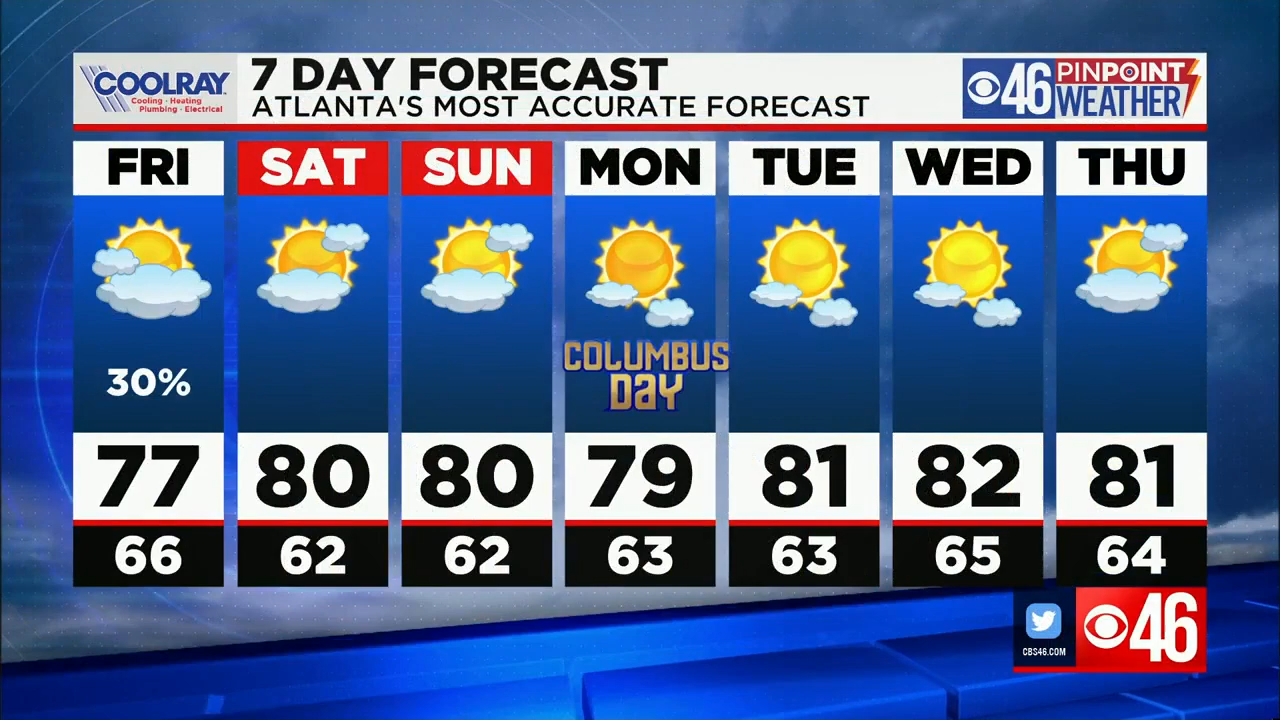 COOLRAY
Cooling · Heating
Plumbing · Electrical
7 DAY FORECAST
ATLANTA'S MOST ACCURATE FORECAST
46
PINPOINT
WEATHER
FRI SAT SUN MON TUE WED THU
COLUMBUS
DAY
30%
77 80 80 79 81 82 81
66 62 62 63 63 65 64
CBS46.COM
46